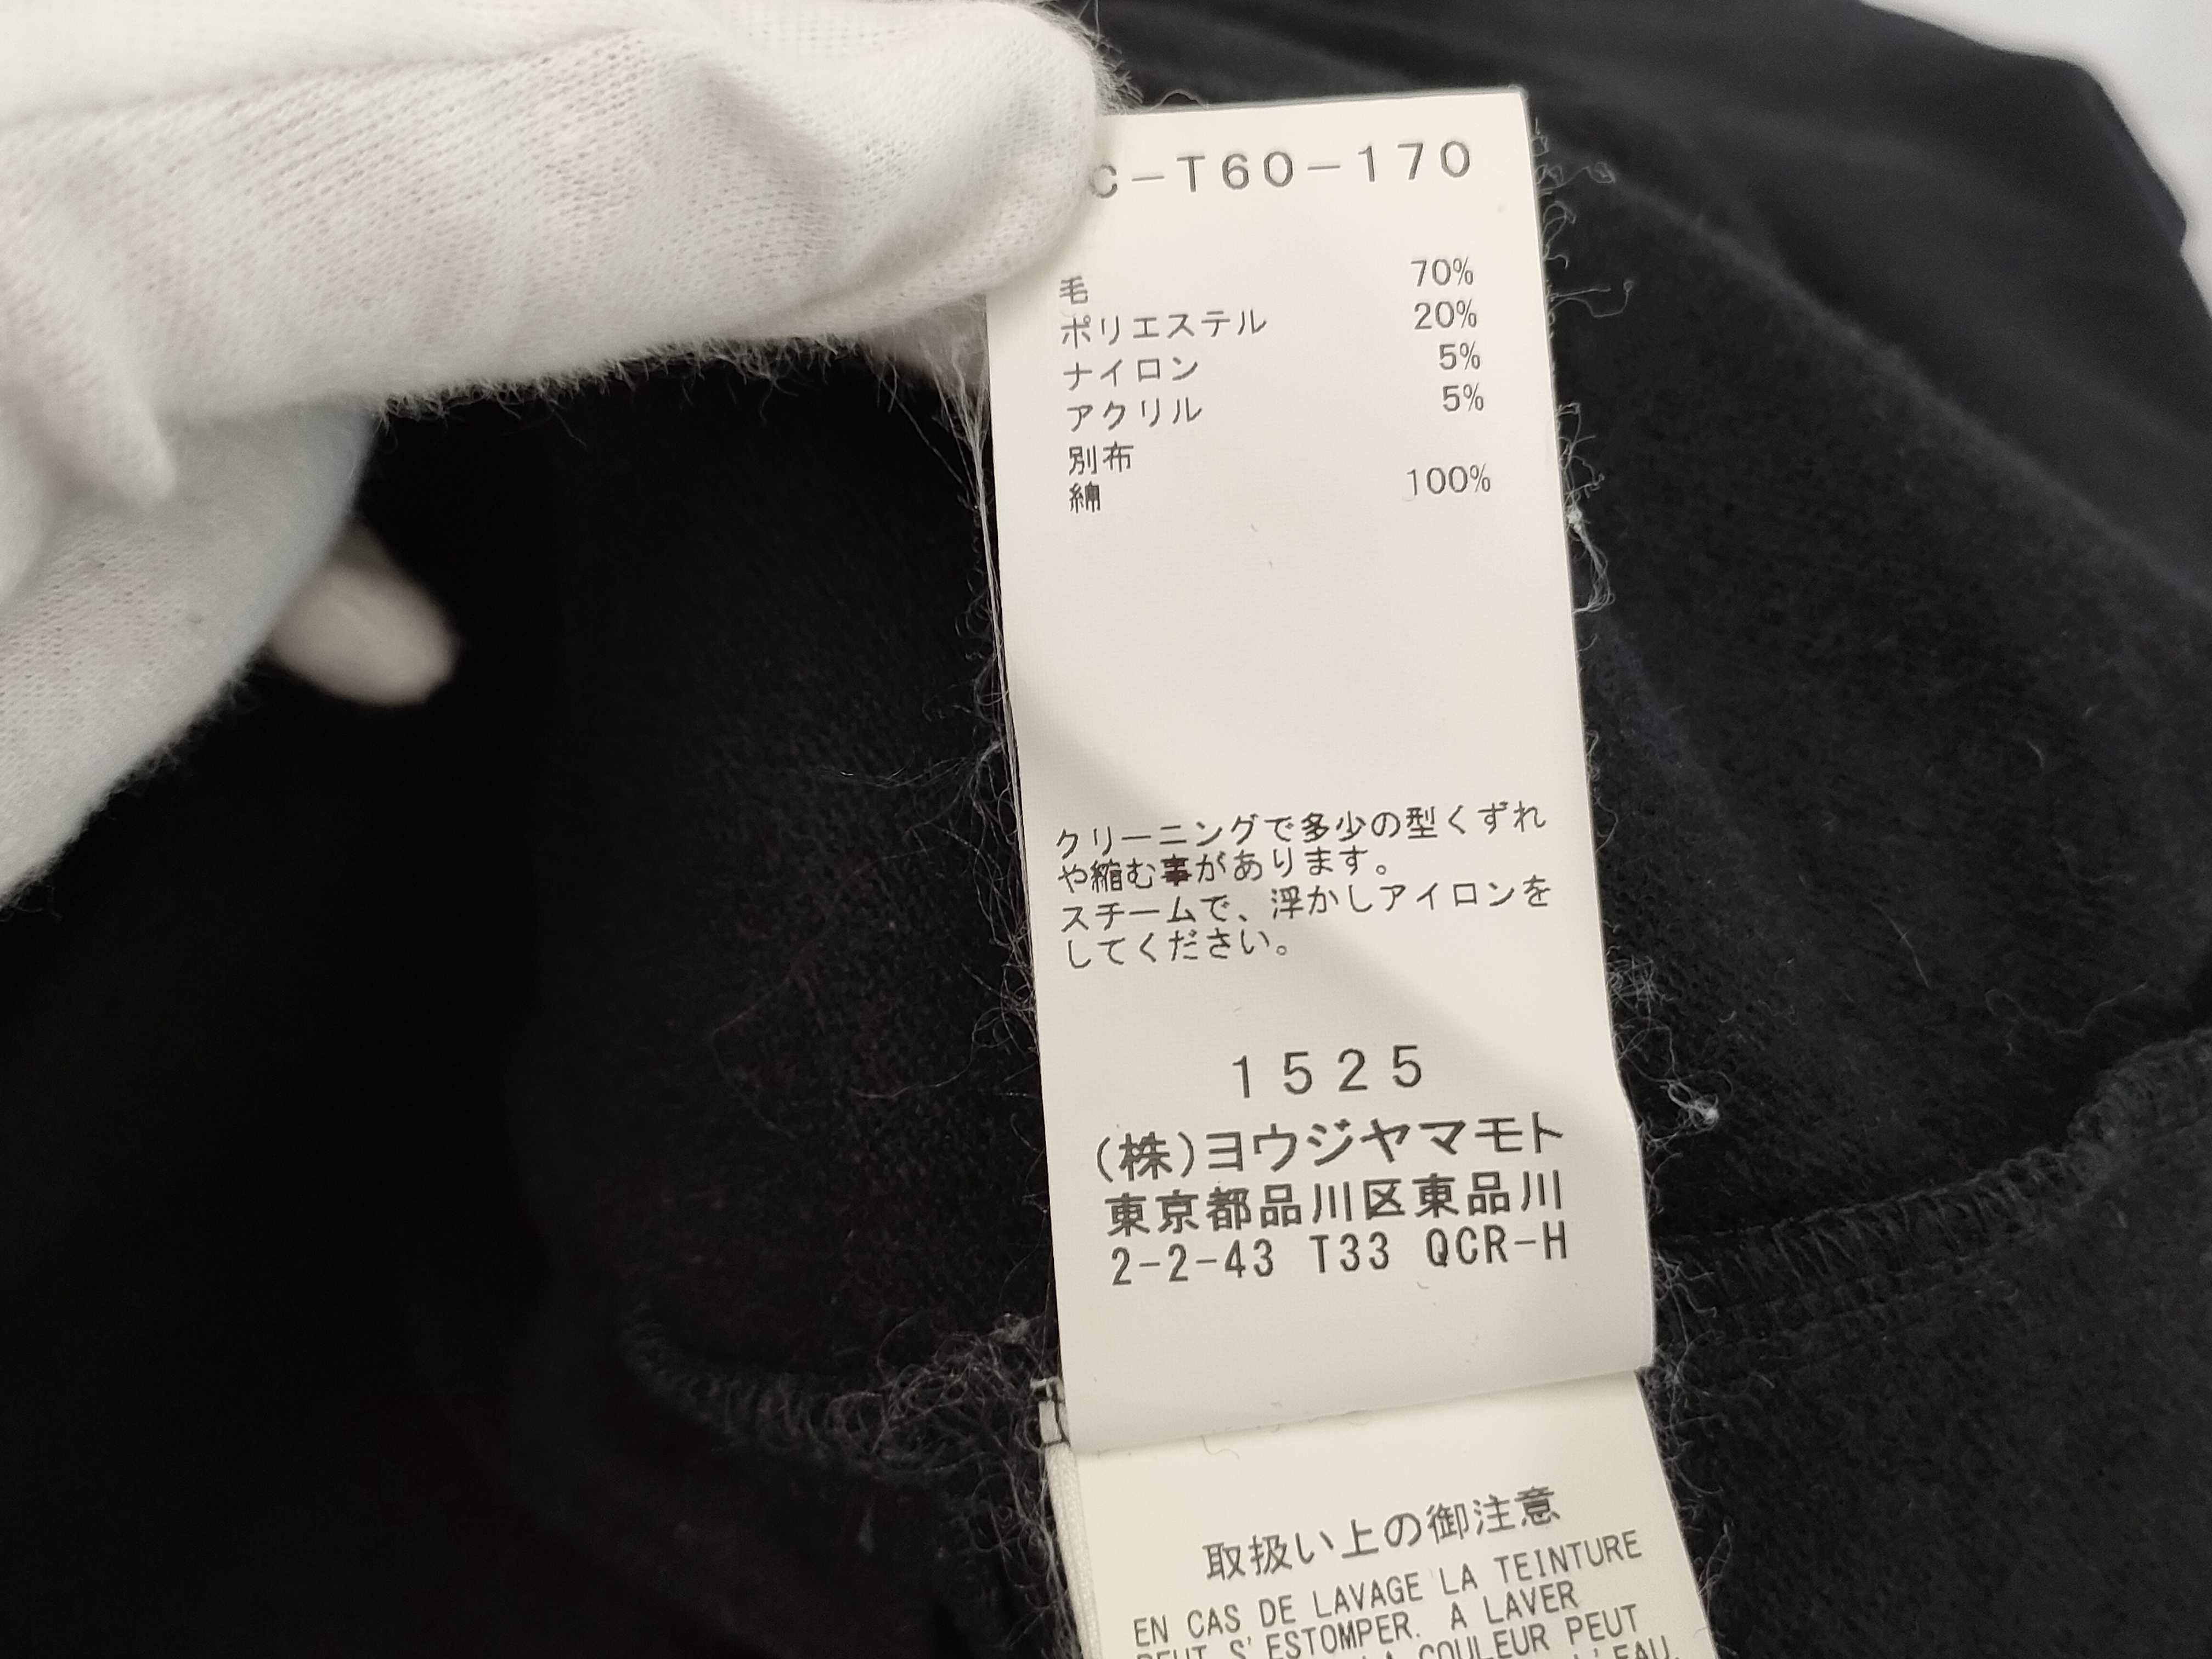 C-T60-170
毛 70%
ポリエステル 20%
ナイロン 5%
アクリル 5%
別布
綿 100%
クリーニングで多少の型くずれ
や縮む事があります。
スチームで、浮かしアイロンを
してください。
1525
(株)ヨウジヤマモト
東京都品川区東品川
2-2-43 T33 QCR-H
取扱い上の御注意
EN CAS DE LAVAGE LA TEINTURE
PEUT S'ESTOMPER. A LAVER
LA COULEUR PEUT
L'EAU.